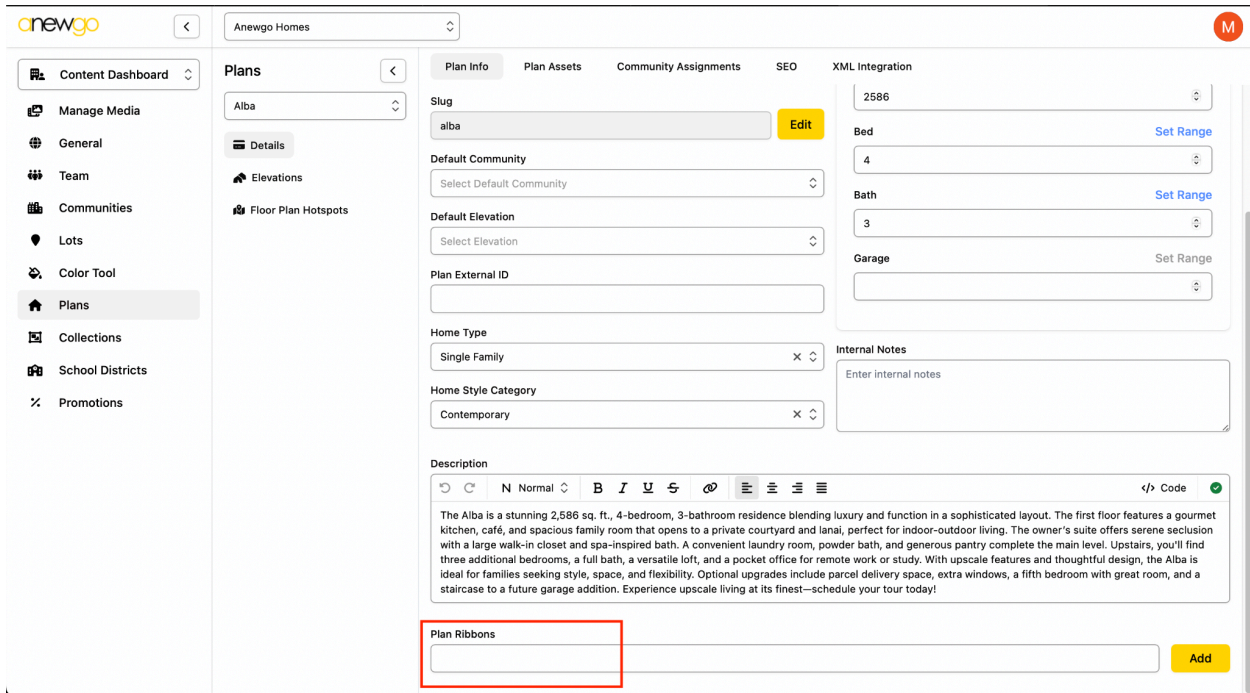 anewgo
Anewgo Homes
M
Content Dashboard
Manage Media
General
Team
Communities
Lots
Color Tool
Plans
Collections
School Districts
Promotions
Plans
Alba
Details
Elevations
Floor Plan Hotspots
Plan Info
Plan Assets
Community Assignments
SEO
XML Integration
Slug
alba
Edit
Default Community
Select Default Community
Default Elevation
Select Elevation
Plan External ID
Home Type
Single Family
Home Style Category
Contemporary
2586
Bed
Set Range
4
Bath
Set Range
3
Garage
Set Range
Internal Notes
Enter internal notes
Description
N Normal
B I U S
</> Code
The Alba is a stunning 2,586 sq. ft., 4-bedroom, 3-bathroom residence blending luxury and function in a sophisticated layout. The first floor features a gourmet
kitchen, café, and spacious family room that opens to a private courtyard and lanai, perfect for indoor-outdoor living. The owner's suite offers serene seclusion
with a large walk-in closet and spa-inspired bath. A convenient laundry room, powder bath, and generous pantry complete the main level. Upstairs, you'll find
three additional bedrooms, a full bath, a versatile loft, and a pocket office for remote work or study. With upscale features and thoughtful design, the Alba is
ideal for families seeking style, space, and flexibility. Optional upgrades include parcel delivery space, extra windows, a fifth bedroom with great room, and a
staircase to a future garage addition. Experience upscale living at its finest—schedule your tour today!
Plan Ribbons
Add